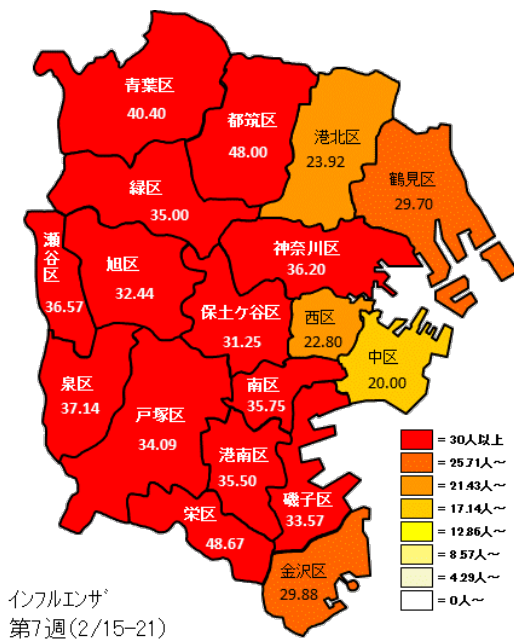 青葉区
40.40
都筑区
48.00
港北区
23.92
鶴見区
29.70
緑区
35.00
神奈川区
36.20
瀬
谷
区
36.57
旭区
32.44
保土ケ谷区
31.25
西区
22.80
中区
20.00
泉区
37.14
戸塚区
34.09
南区
35.75
港南区
35.50
磯子区
33.57
栄区
48.67
金沢区
29.88
= 30人以上
= 25.71人～
= 21.43人～
= 17.14人～
= 12.86人～
= 8.57人～
= 4.29人～
= 0人～
インフルエンザ
第7週(2/15-21)